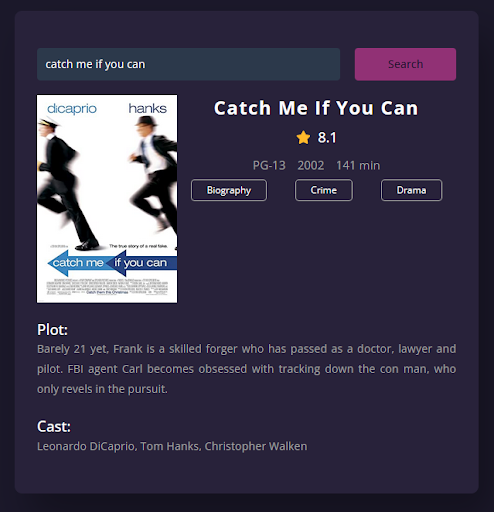 catch me if you can
Search
dicaprio hanks
The true story of a real fake.
catch me if you can
Catch Me If You Can
8.1
PG-13 2002 141 min
Biography Crime Drama
Plot:
Barely 21 yet, Frank is a skilled forger who has passed as a doctor, lawyer and
pilot. FBI agent Carl becomes obsessed with tracking down the con man, who
only revels in the pursuit.
Cast:
Leonardo DiCaprio, Tom Hanks, Christopher Walken